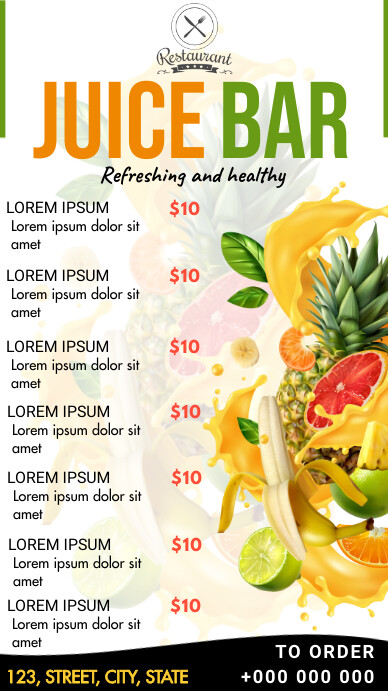 Restaurant
JUICE BAR
Refreshing and healthy
LOREM IPSUM $10
Lorem ipsum dolor sit
amet
LOREM IPSUM $10
Lorem ipsum dolor sit
amet
LOREM IPSUM $10
Lorem ipsum dolor sit
amet
LOREM IPSUM $10
Lorem ipsum dolor sit
amet
LOREM IPSUM $10
Lorem ipsum dolor sit
amet
LOREM IPSUM $10
Lorem ipsum dolor sit
amet
LOREM IPSUM $10
Lorem ipsum dolor sit
amet
TO ORDER
123, STREET, CITY, STATE +000 000 000